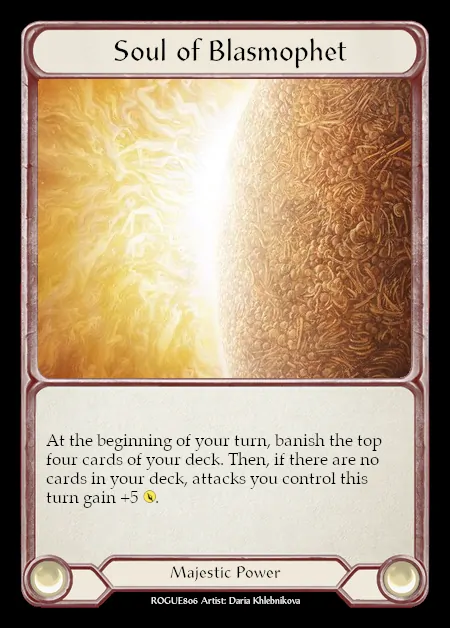 Soul of Blasmophet
At the beginning of your turn, banish the top
four cards of your deck. Then, if there are no
cards in your deck, attacks you control this
turn gain +5 .
Majestic Power
ROGUE806 Artist: Daria Khlebnikova